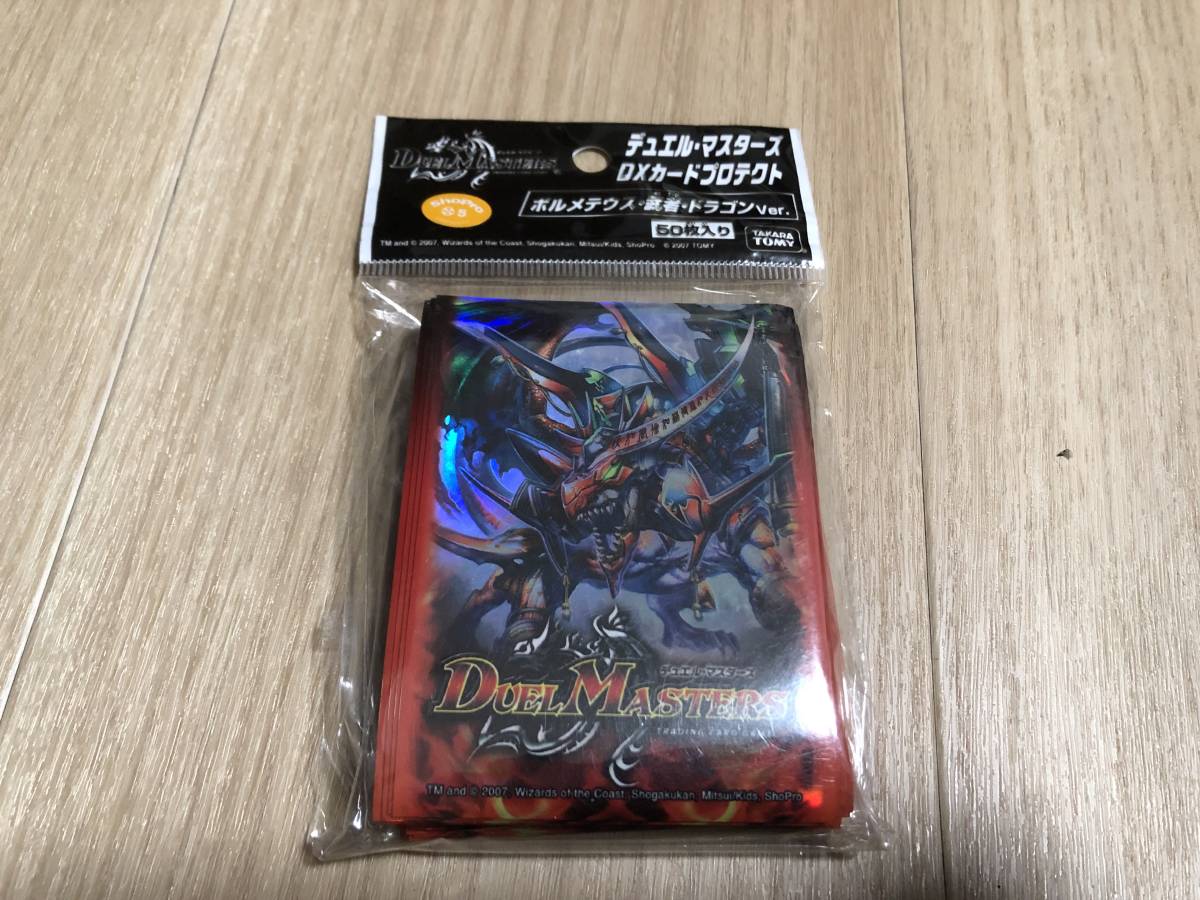 DUEL MASTERS
デュエル・マスターズ
DXカードプロテクト
ボルメテウス・武者・ドラゴンVer.
50枚入り
ShoPro
TAKARA
TOMY
TM and © 2007, Wizards of the Coast, Shogakukan, Mitsui/Kids, ShoPro © 2007 TOMY
デュエル・マスターズ
DUEL MASTERS
TRADING CARD GAME
TM and © 2007, Wizards of the Coast, Shogakukan, Mitsui/Kids, ShoPro